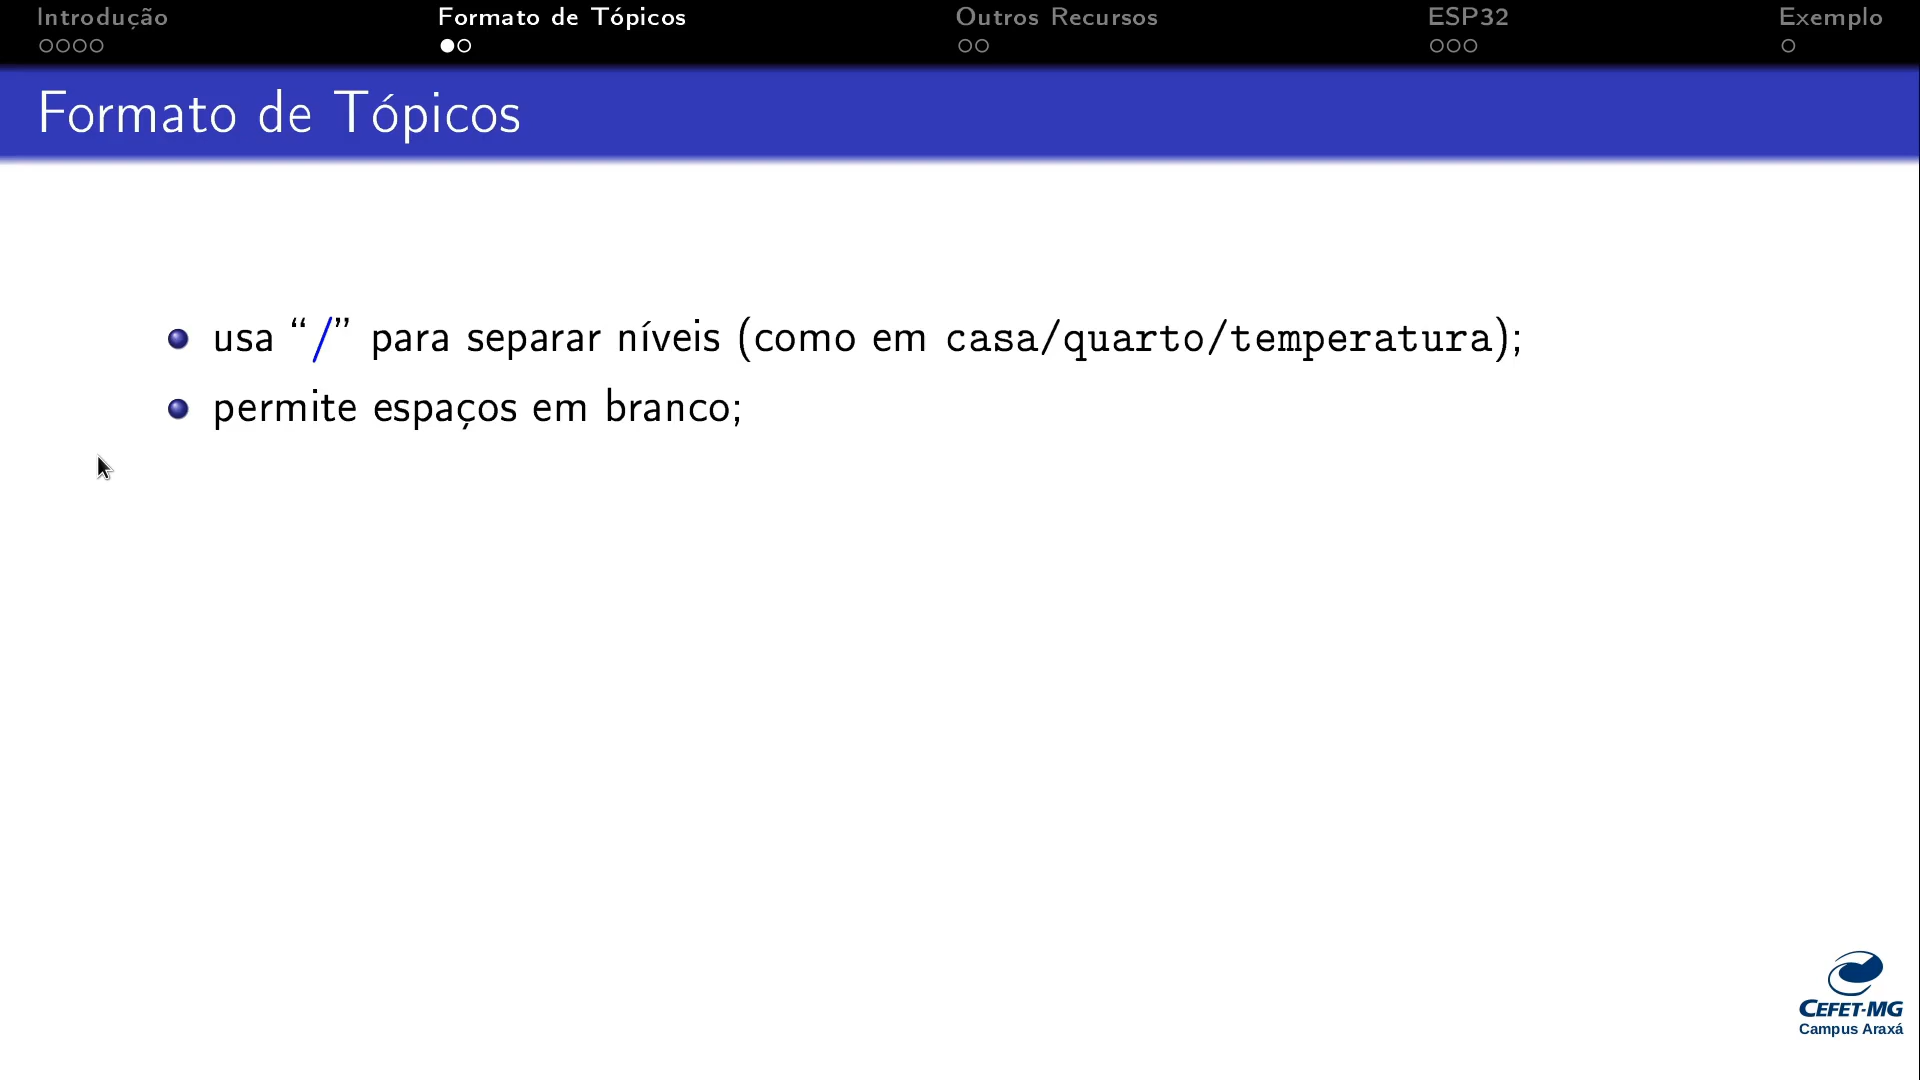 Introdução
Formato de Tópicos
Outros Recursos
ESP32
Exemplo
Formato de Tópicos
usa “/” para separar níveis (como em casa/quarto/temperatura);
permite espaços em branco;
CEFET-MG
Campus Araxá